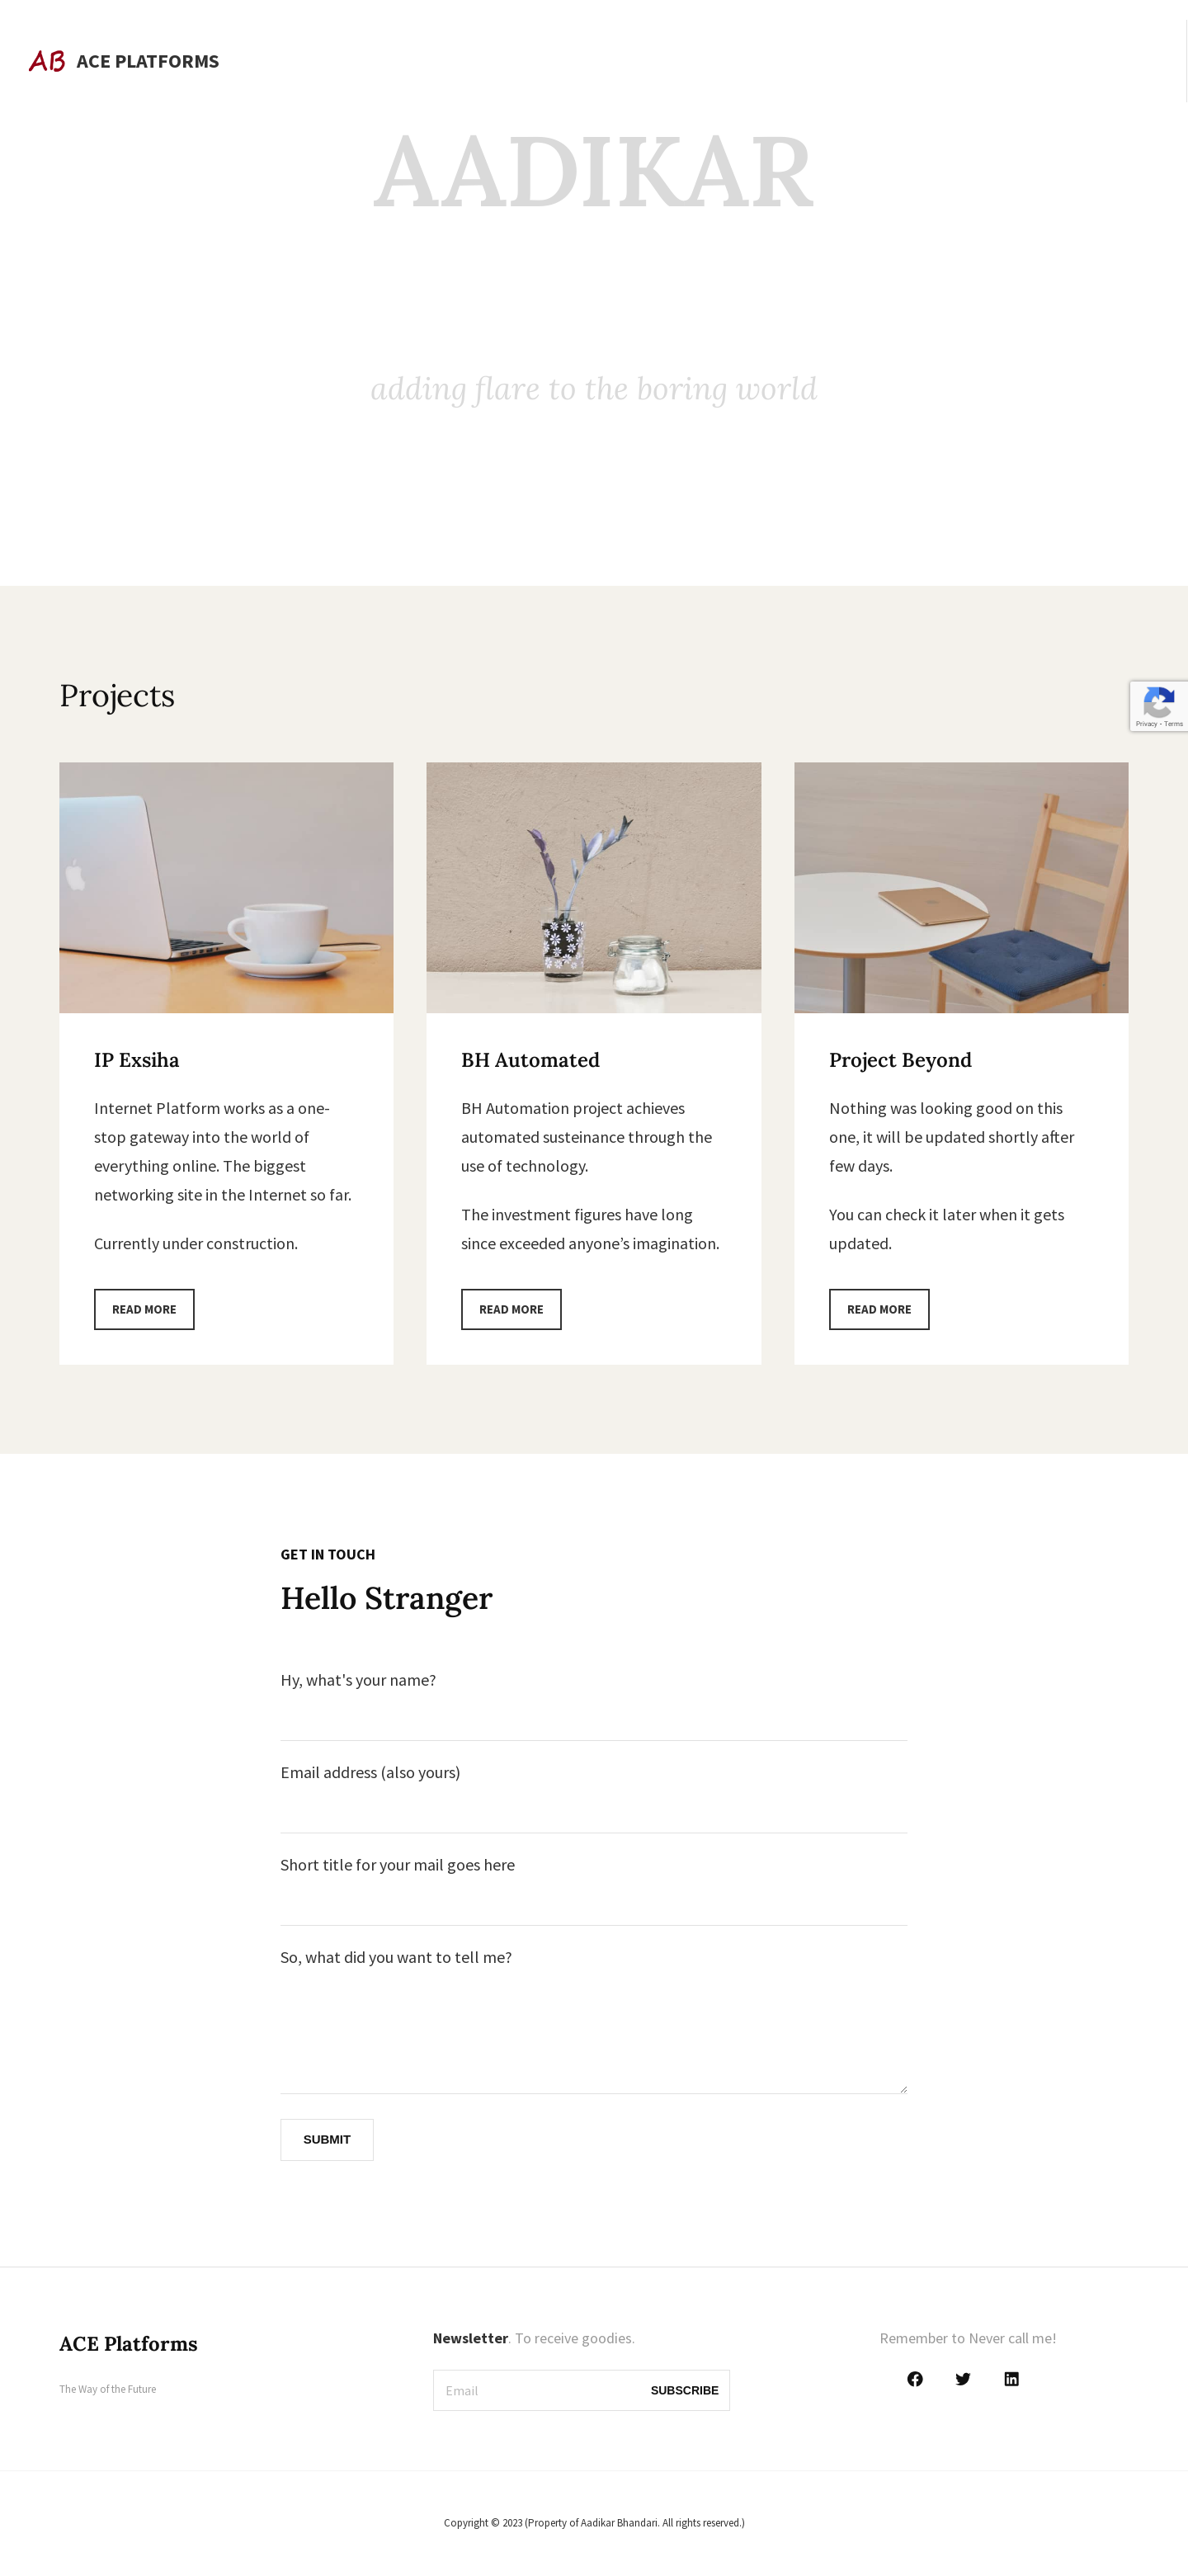 AB ACE PLATFORMS
AADIKAR
adding flare to the boring world
Projects
Privacy - Terms
IP Exsiha
Internet Platform works as a one-
stop gateway into the world of
everything online. The biggest
networking site in the Internet so far.
Currently under construction.
READ MORE
BH Automated
BH Automation project achieves
automated susteinance through the
use of technology.
The investment figures have long
since exceeded anyone’s imagination.
READ MORE
Project Beyond
Nothing was looking good on this
one, it will be updated shortly after
few days.
You can check it later when it gets
updated.
READ MORE
GET IN TOUCH
Hello Stranger
Hy, what's your name?
Email address (also yours)
Short title for your mail goes here
So, what did you want to tell me?
SUBMIT
ACE Platforms
The Way of the Future
Newsletter. To receive goodies.
Email SUBSCRIBE
Remember to Never call me!
Copyright © 2023 (Property of Aadikar Bhandari. All rights reserved.)